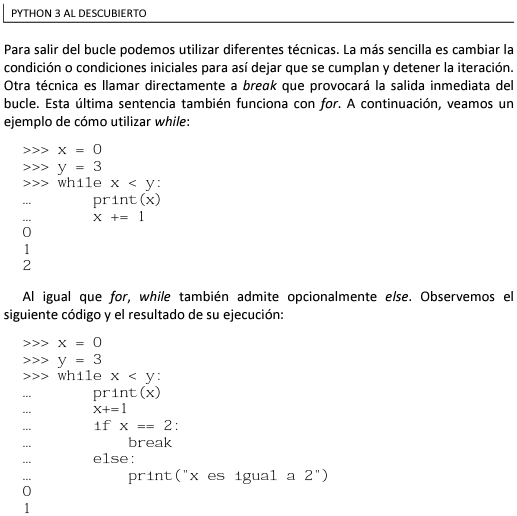 PYTHON 3 AL DESCUBIERTO
Para salir del bucle podemos utilizar diferentes técnicas. La más sencilla es cambiar la
condición o condiciones iniciales para así dejar que se cumplan y detener la iteración.
Otra técnica es llamar directamente a break que provocará la salida inmediata del
bucle. Esta última sentencia también funciona con for. A continuación, veamos un
ejemplo de cómo utilizar while:
>>> x = 0
>>> y = 3
>>> while x < y:
...     print(x)
...     x += 1
0
1
2
Al igual que for, while también admite opcionalmente else. Observemos el
siguiente código y el resultado de su ejecución:
>>> x = 0
>>> y = 3
>>> while x < y:
...     print(x)
...     x+=1
...     if x == 2:
...         break
...     else:
...         print("x es igual a 2")
0
1